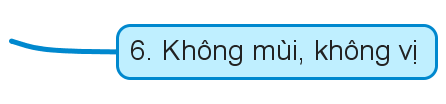 6. Không mùi, không vị